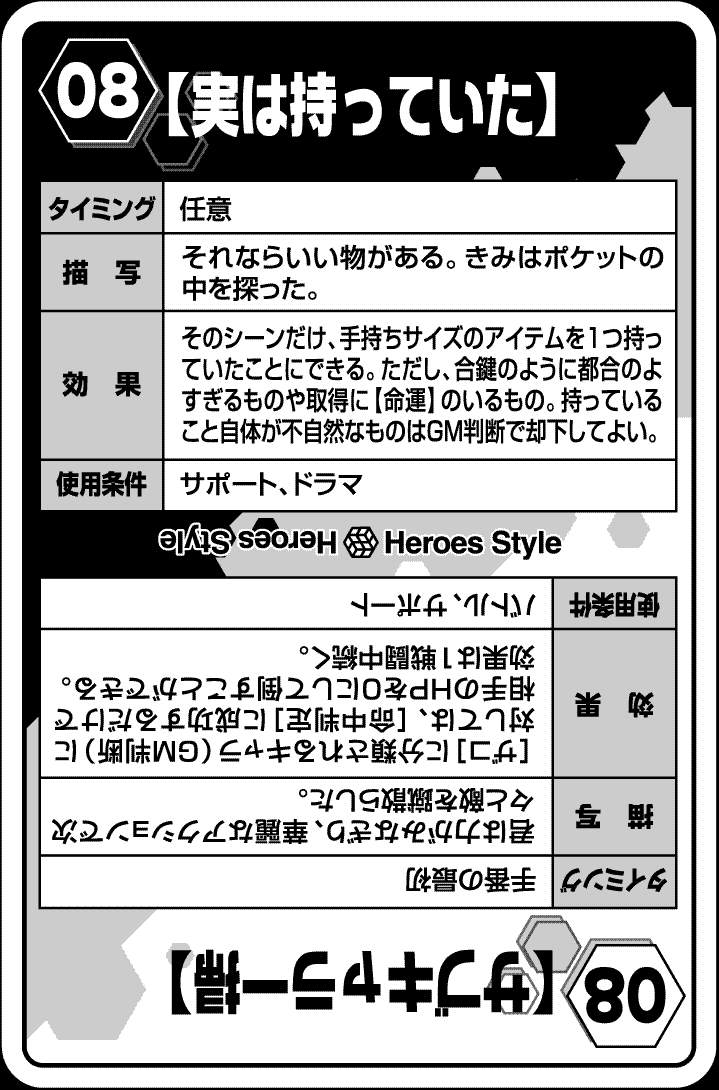 08
【実は持っていた】
タイミング
任意
描 写
それならいい物がある。きみはポケットの
中を探った。
効 果
そのシーンだけ、手持ちサイズのアイテムを1つ持っ
ていたことにできる。ただし、合鍵のように都合のよ
すぎるものや取得に【命運】のいるもの。持っている
こと自体が不自然なものはGM判断で却下してよい。
使用条件
サポート、ドラマ
Heroes Style
Heroes Style
08
【サブキャラ一掃】
タイミング
手番の最初
描 写
君は力がみなぎり、華麗なアクションで次
々と敵を蹴散らした。
効 果
[ザコ]に分類されるキャラ(GM判断)に
対しては、[命中判定]に成功するだけで
相手のHPを0にして倒すことができる。
効果は1戦闘中続く。
使用条件
バトル、サポート